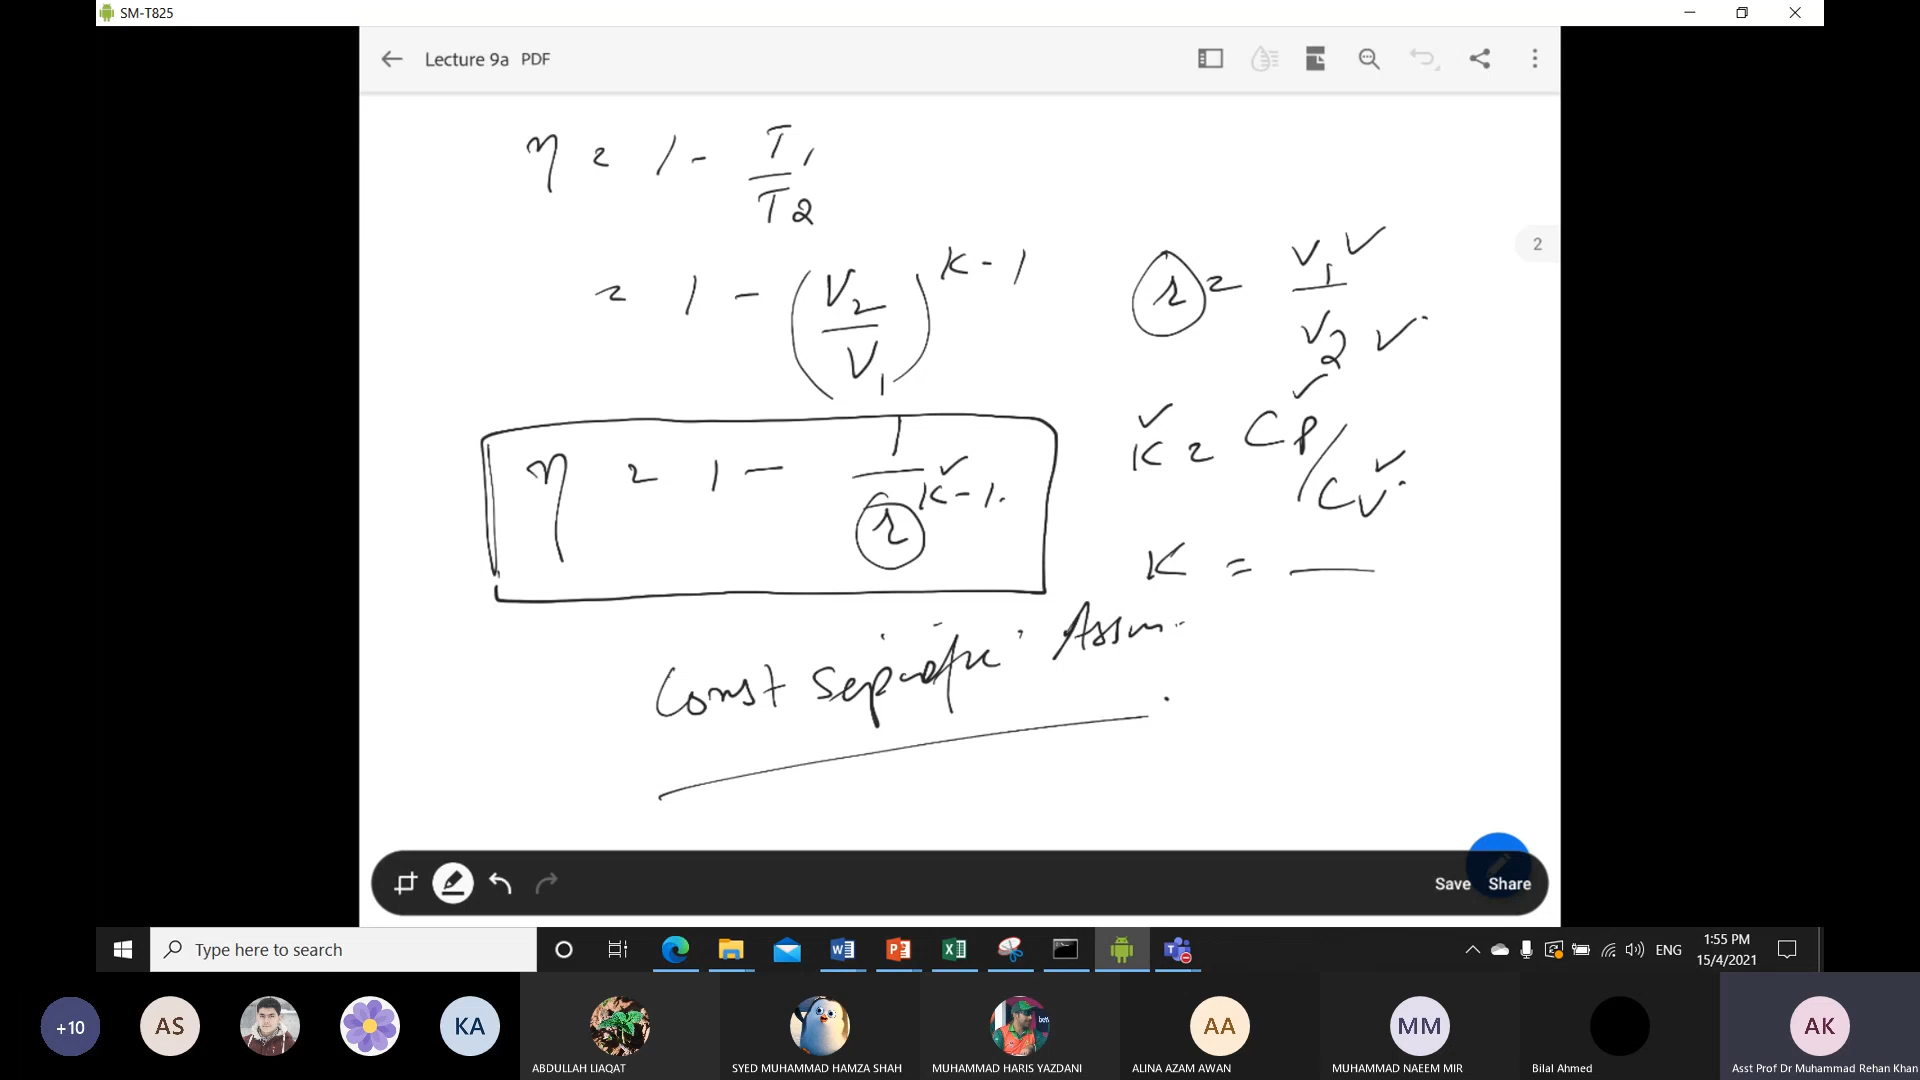 SM-T825
Lecture 9a PDF
η = 1 - T1/T2
= 1 - (V2/V1)^K-1
r = V1 ✓/V2 ✓
2
η = 1 - 1/r^K-1.
K = CP/CV
K = __
Const Sepecific Assm.
Save Share
Type here to search
ENG
1:55 PM
15/4/2021
+10
AS
KA
AA
MM
AK
ABDULLAH LIAQAT
SYED MUHAMMAD HAMZA SHAH
MUHAMMAD HARIS YAZDANI
ALINA AZAM AWAN
MUHAMMAD NAEEM MIR
Bilal Ahmed
Asst Prof Dr Muhammad Rehan Khan